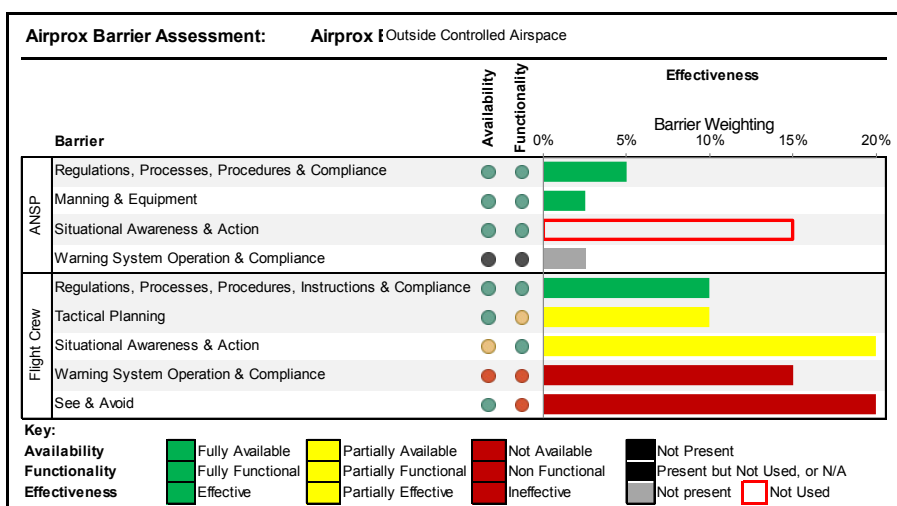 Airprox Barrier Assessment: Airprox B Outside Controlled Airspace
Availability
Functionality
Effectiveness
Barrier Weighting
Barrier
0% 5% 10% 15% 20%
ANSP
Regulations, Processes, Procedures & Compliance
Manning & Equipment
Situational Awareness & Action
Warning System Operation & Compliance
Flight Crew
Regulations, Processes, Procedures, Instructions & Compliance
Tactical Planning
Situational Awareness & Action
Warning System Operation & Compliance
See & Avoid
Key:
Availability Fully Available Partially Available Not Available Not Present
Functionality Fully Functional Partially Functional Non Functional Present but Not Used, or N/A
Effectiveness Effective Partially Effective Ineffective Not present Not Used